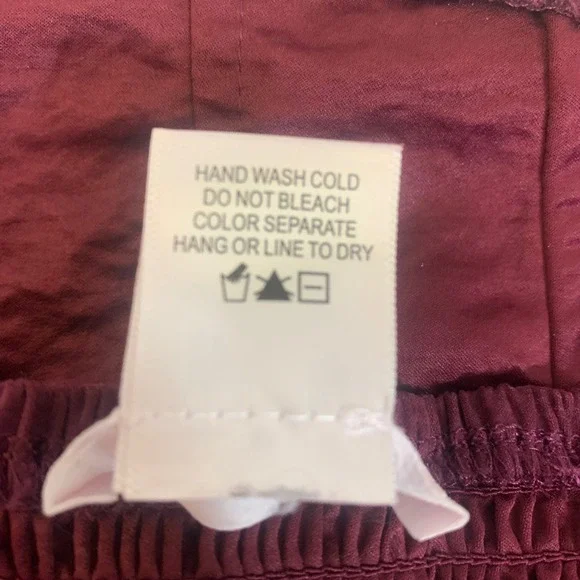 HAND WASH COLD
DO NOT BLEACH
COLOR SEPARATE
HANG OR LINE TO DRY